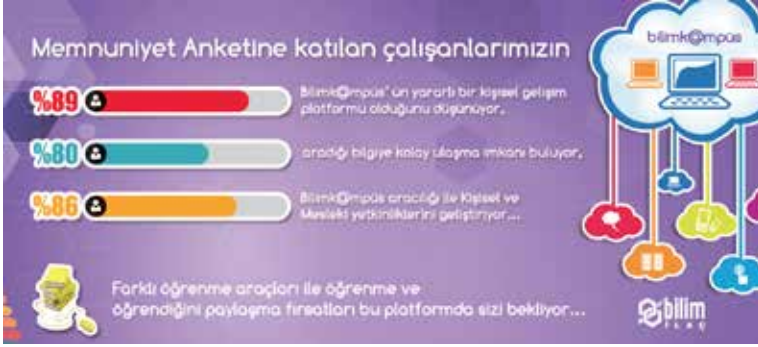 Memnuniyet Anketine katılan çalışanlarımızın
bilimk@mpüs
%89
Bilimk@mpüs' ün yararlı bir kişisel gelişim
platformu olduğunu düşünüyor,
%80
aradığı bilgiye kolay ulaşma imkanı buluyor,
%86
Bilimk@mpüs aracılığı ile Kişisel ve
Mesleki yetkinliklerini geliştiriyor...
Farklı öğrenme araçları ile öğrenme ve
öğrendiğini paylaşma fırsatları bu platformda sizi bekliyor...
bilim
İLAÇ